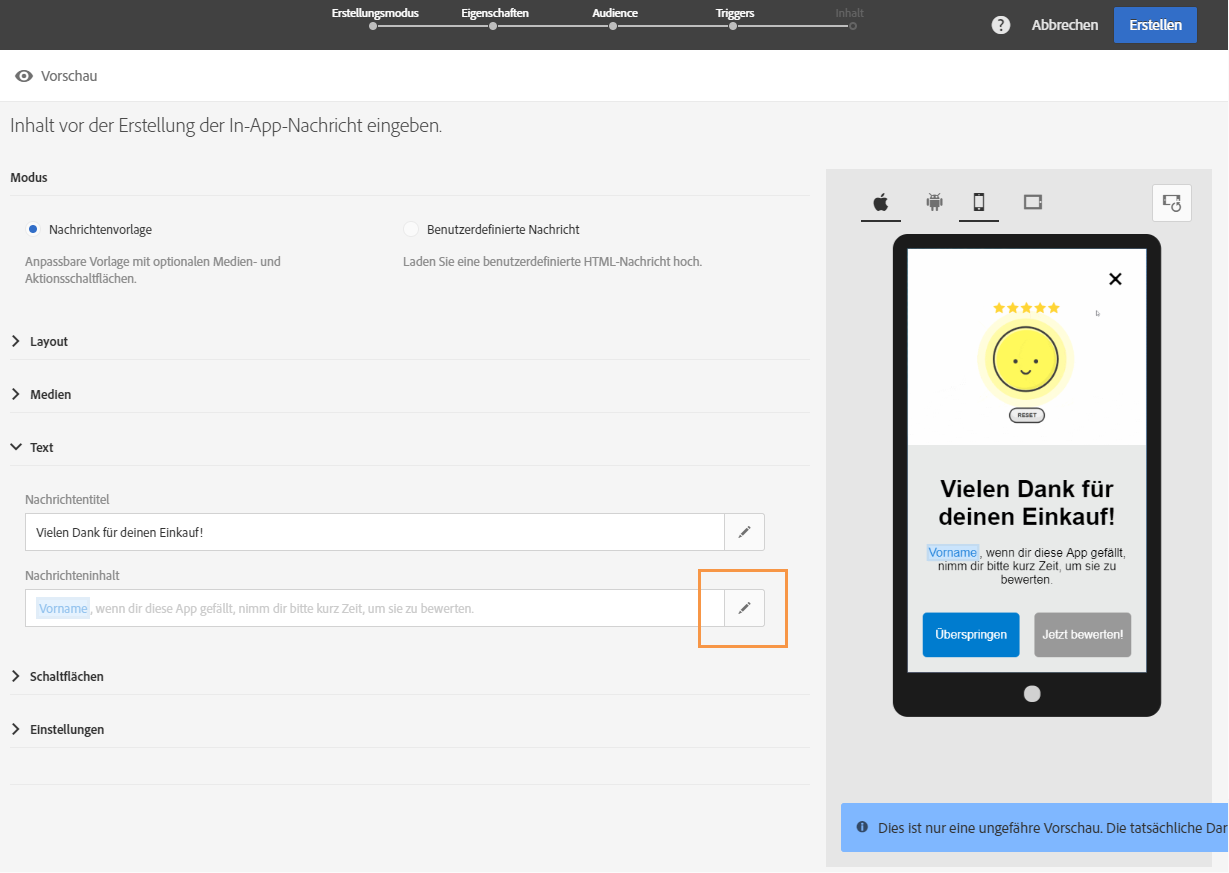 Erstellungsmodus
Eigenschaften
Audience
Triggers
Inhalt
?
Abbrechen
Erstellen
Vorschau
Inhalt vor der Erstellung der In-App-Nachricht eingeben.
Modus
Nachrichtenvorlage
Anpassbare Vorlage mit optionalen Medien- und
Aktionsschaltflächen.
Benutzerdefinierte Nachricht
Laden Sie eine benutzerdefinierte HTML-Nachricht hoch.
Layout
Medien
Text
Nachrichtentitel
Vielen Dank für deinen Einkauf!
Nachrichteninhalt
Vorname, wenn dir diese App gefällt, nimm dir bitte kurz Zeit, um sie zu bewerten.
Schaltflächen
Einstellungen
RESET
Vielen Dank für
deinen Einkauf!
Vorname, wenn dir diese App gefällt,
nimm dir bitte kurz Zeit, um sie zu
bewerten.
Überspringen
Jetzt bewerten!
Dies ist nur eine ungefähre Vorschau. Die tatsächliche Dar